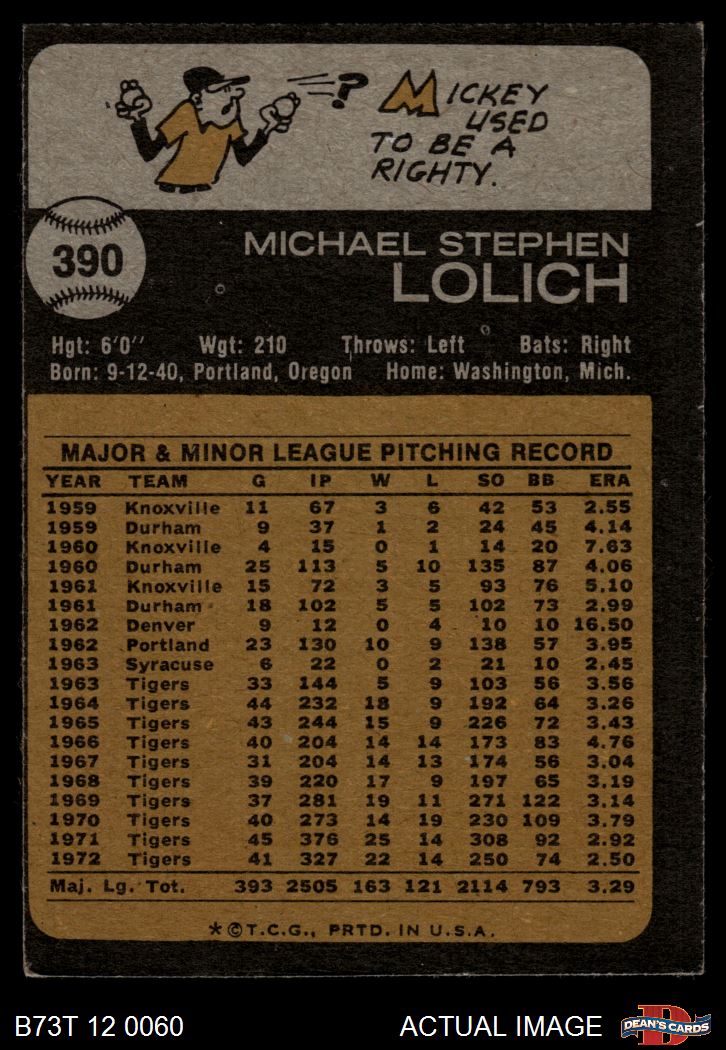 ?
MICKEY
USED
TO BE A
RIGHTY.
390
MICHAEL STEPHEN
LOLICH
Hgt: 6'0" Wgt: 210 Throws: Left Bats: Right
Born: 9-12-40, Portland, Oregon Home: Washington, Mich.
MAJOR & MINOR LEAGUE PITCHING RECORD
YEAR TEAM G IP W L SO BB ERA
1959 Knoxville 11 67 3 6 42 53 2.55
1959 Durham 9 37 1 2 24 45 4.14
1960 Knoxville 4 15 0 1 14 20 7.63
1960 Durham 25 113 5 10 135 87 4.06
1961 Knoxville 15 72 3 5 93 76 5.10
1961 Durham 18 102 5 5 102 73 2.99
1962 Denver 9 12 0 4 10 10 16.50
1962 Portland 23 130 10 9 138 57 3.95
1963 Syracuse 6 22 0 2 21 10 2.45
1963 Tigers 33 144 5 9 103 56 3.56
1964 Tigers 44 232 18 9 192 64 3.26
1965 Tigers 43 244 15 9 226 72 3.43
1966 Tigers 40 204 14 14 173 83 4.76
1967 Tigers 31 204 14 13 174 56 3.04
1968 Tigers 39 220 17 9 197 65 3.19
1969 Tigers 37 281 19 11 271 122 3.14
1970 Tigers 40 273 14 19 230 109 3.79
1971 Tigers 45 376 25 14 308 92 2.92
1972 Tigers 41 327 22 14 250 74 2.50
Maj. Lg. Tot. 393 2505 163 121 2114 793 3.29
*©T.C.G., PRTD. IN U.S.A.
B73T 12 0060 ACTUAL IMAGE D DEAN'S CARDS